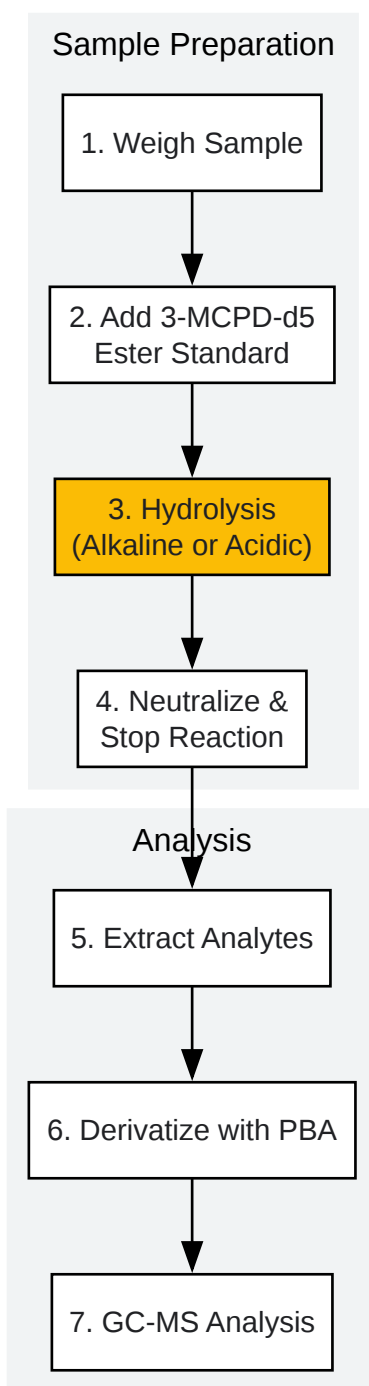 Sample Preparation
1. Weigh Sample
2. Add 3-MCPD-d5
Ester Standard
3. Hydrolysis
(Alkaline or Acidic)
4. Neutralize &
Stop Reaction
Analysis
5. Extract Analytes
6. Derivatize with PBA
7. GC-MS Analysis